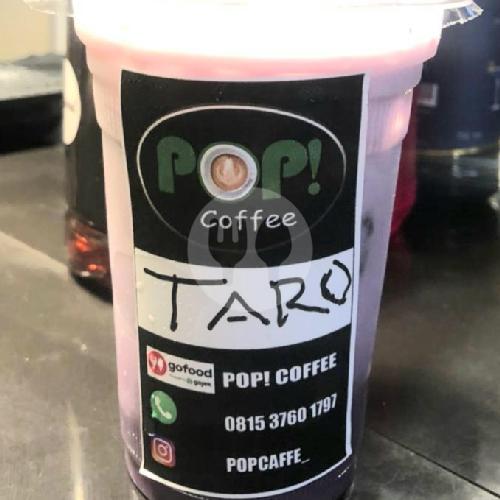 POP!
Coffee
TARO
gofood
POP! COFFEE
0815 3760 1797
POPCAFFE_